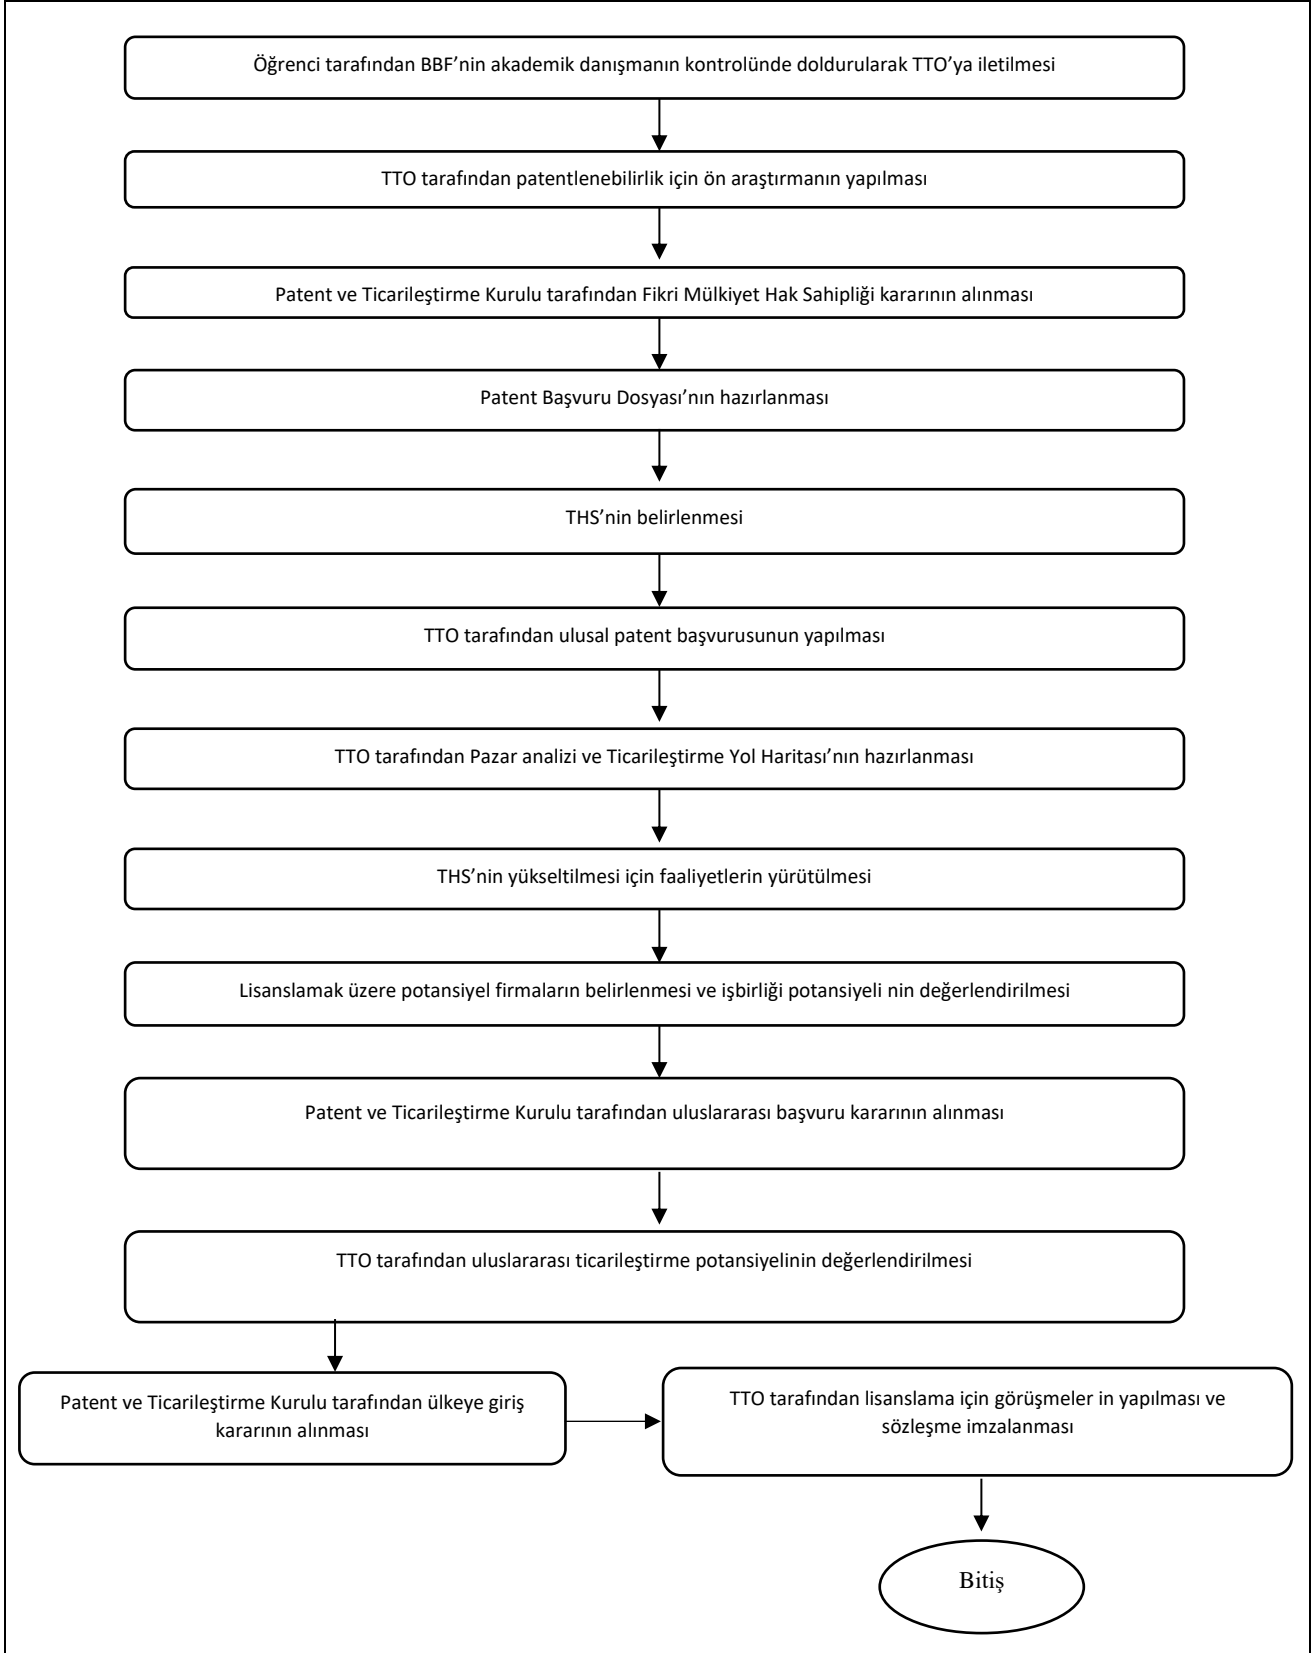 Öğrenci tarafından BBF’nin akademik danışmanın kontrolünde doldurularak TTO’ya iletilmesi
TTO tarafından patentlenebilirlik için ön araştırmanın yapılması
Patent ve Ticarileştirme Kurulu tarafından Fikri Mülkiyet Hak Sahipliği kararının alınması
Patent Başvuru Dosyası’nın hazırlanması
THS’nin belirlenmesi
TTO tarafından ulusal patent başvurusunun yapılması
TTO tarafından Pazar analizi ve Ticarileştirme Yol Haritası’nın hazırlanması
THS’nin yükseltilmesi için faaliyetlerin yürütülmesi
Lisanslamak üzere potansiyel firmaların belirlenmesi ve işbirliği potansiyeli nin değerlendirilmesi
Patent ve Ticarileştirme Kurulu tarafından uluslararası başvuru kararının alınması
TTO tarafından uluslararası ticarileştirme potansiyelinin değerlendirilmesi
Patent ve Ticarileştirme Kurulu tarafından ülkeye giriş
kararının alınması
TTO tarafından lisanslama için görüşmeler in yapılması ve
sözleşme imzalanması
Bitiş